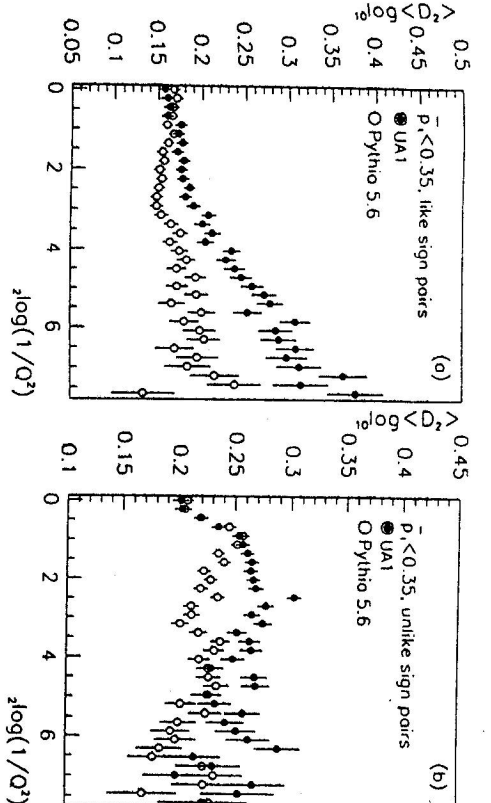 ₁₀log<D₂>
0.5
0.45
0.4
0.35
0.3
0.25
0.2
0.15
0.1
0.05
p̄ₜ<0.35, like sign pairs
UA1
Pythia 5.6
(a)
0 2 4 6
₂log(1/Q²)
₁₀log<D₂>
0.45
0.4
0.35
0.3
0.25
0.2
0.15
0.1
p̄ₜ<0.35, unlike sign pairs
UA1
Pythia 5.6
(b)
0 2 4 6
₂log(1/Q²)